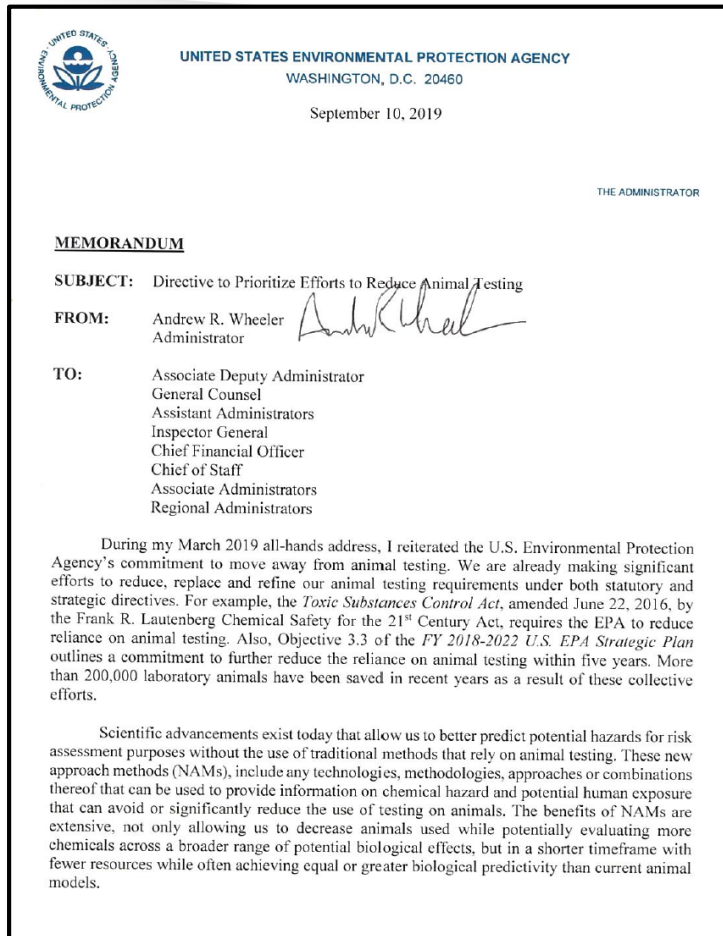 UNITED STATES ENVIRONMENTAL PROTECTION AGENCY
WASHINGTON, D.C. 20460
UNITED STATES
ENVIRONMENTAL PROTECTION AGENCY
September 10, 2019
THE ADMINISTRATOR
MEMORANDUM
SUBJECT: Directive to Prioritize Efforts to Reduce Animal Testing
FROM: Andrew R. Wheeler
Administrator
TO: Associate Deputy Administrator
General Counsel
Assistant Administrators
Inspector General
Chief Financial Officer
Chief of Staff
Associate Administrators
Regional Administrators
During my March 2019 all-hands address, I reiterated the U.S. Environmental Protection
Agency's commitment to move away from animal testing. We are already making significant
efforts to reduce, replace and refine our animal testing requirements under both statutory and
strategic directives. For example, the Toxic Substances Control Act, amended June 22, 2016, by
the Frank R. Lautenberg Chemical Safety for the 21st Century Act, requires the EPA to reduce
reliance on animal testing. Also, Objective 3.3 of the FY 2018-2022 U.S. EPA Strategic Plan
outlines a commitment to further reduce the reliance on animal testing within five years. More
than 200,000 laboratory animals have been saved in recent years as a result of these collective
efforts.
Scientific advancements exist today that allow us to better predict potential hazards for risk
assessment purposes without the use of traditional methods that rely on animal testing. These new
approach methods (NAMs), include any technologies, methodologies, approaches or combinations
thereof that can be used to provide information on chemical hazard and potential human exposure
that can avoid or significantly reduce the use of testing on animals. The benefits of NAMs are
extensive, not only allowing us to decrease animals used while potentially evaluating more
chemicals across a broader range of potential biological effects, but in a shorter timeframe with
fewer resources while often achieving equal or greater biological predictivity than current animal
models.